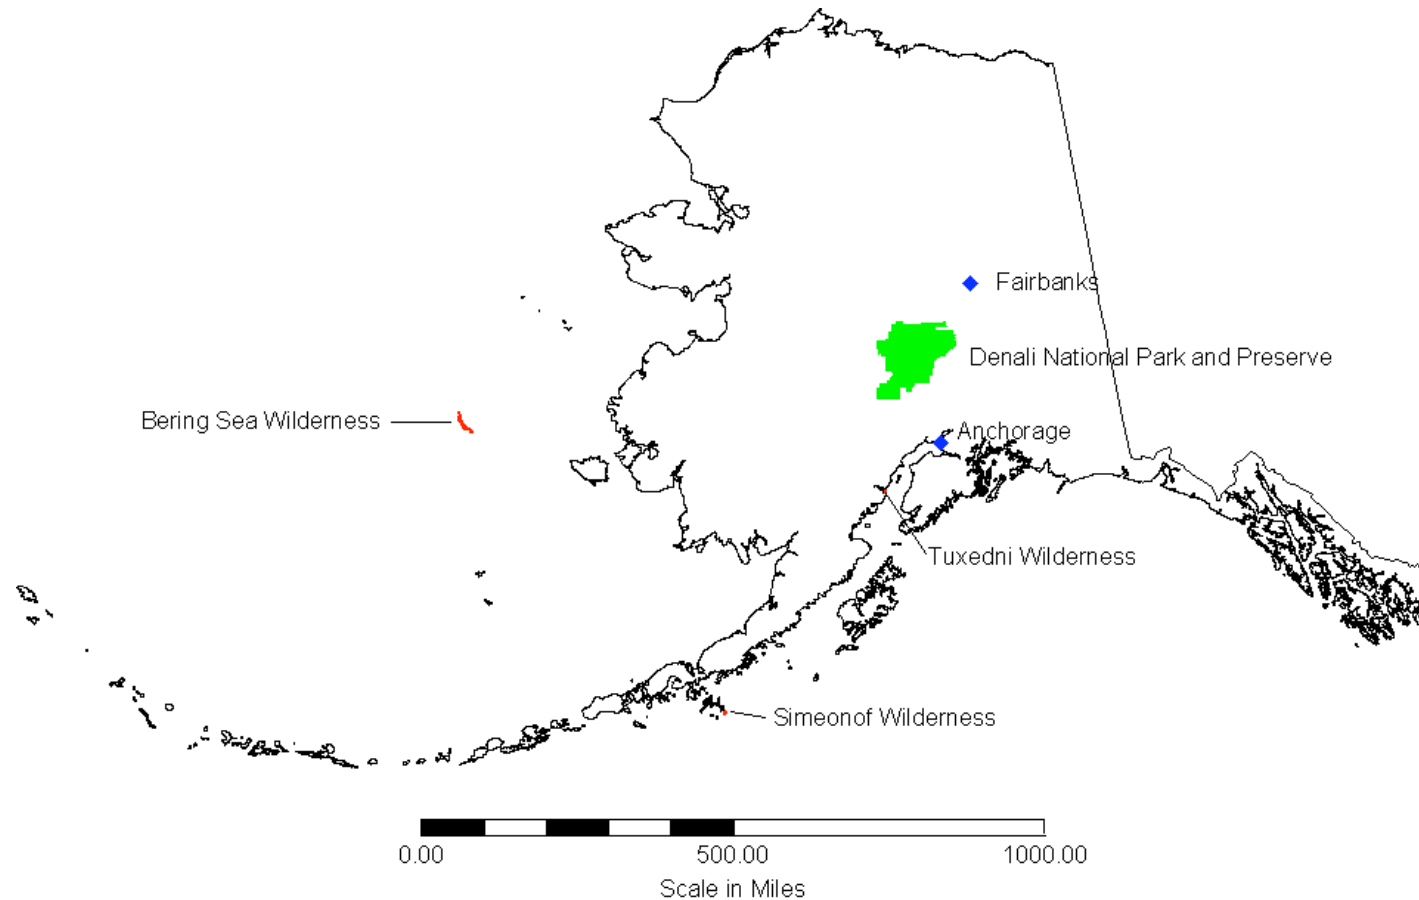 Fairbanks
Denali National Park and Preserve
Bering Sea Wilderness
Anchorage
Tuxedni Wilderness
Simeonof Wilderness
0.00 500.00 1000.00
Scale in Miles